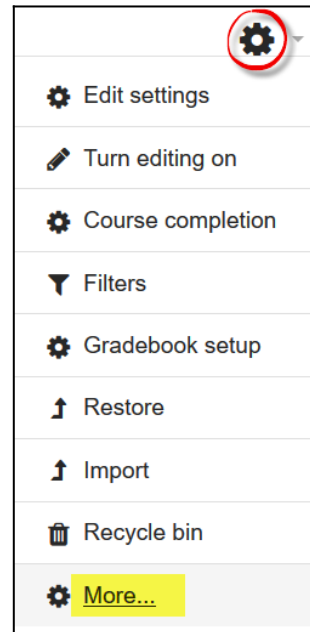 Edit settings
Turn editing on
Course completion
Filters
Gradebook setup
Restore
Import
Recycle bin
More...